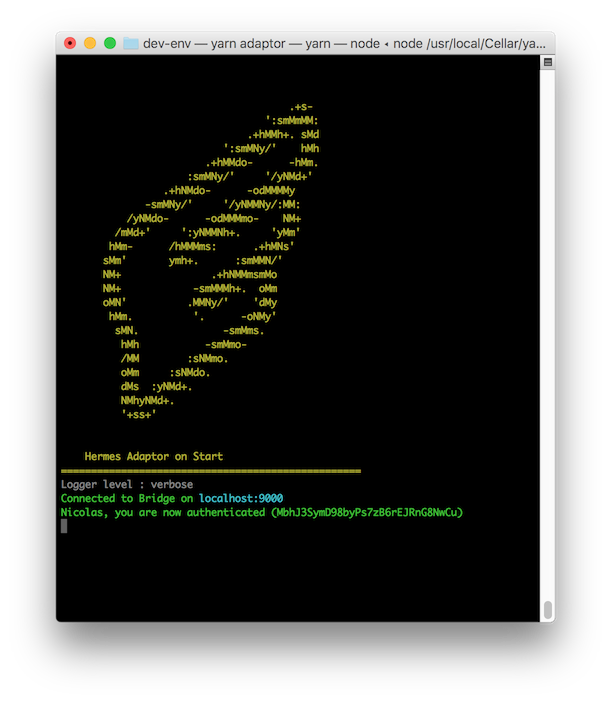 dev-env — yarn adaptor — yarn — node ◂ node /usr/local/Cellar/ya...
.+s-
':smMmMM:
.+hMMh+. sMd
':smMNy/' hMh
.+hMMdo- -hMm.
:smMNy/' '/yNMd+'
.+hNMdo- -odMMMMy
-smMNy/' '/yNMMNy/:MM:
/yNMdo- -odMMMmo- NM+
/mMd+' ':yNMMNh+. 'yMm'
hMm- /hMMMms: .+hMNs'
sMm' ymh+. :smMMN/'
NM+ .+hNMMmsmMo
NM+ -smMMMh+. oMm
oMN' .MMNy/' 'dMy
hMm. '. -oNMy'
sMN. -smMms.
hMh -smMmo-
/MM :sNMmo.
oMm :sNMdo.
dMs :yNMd+.
NMhyNMd+.
'+ss+'
Hermes Adaptor on Start
==================================================
Logger level : verbose
Connected to Bridge on localhost:9000
Nicolas, you are now authenticated (MbhJ3SymD98byPs7zB6rEJRnG8NwCu)